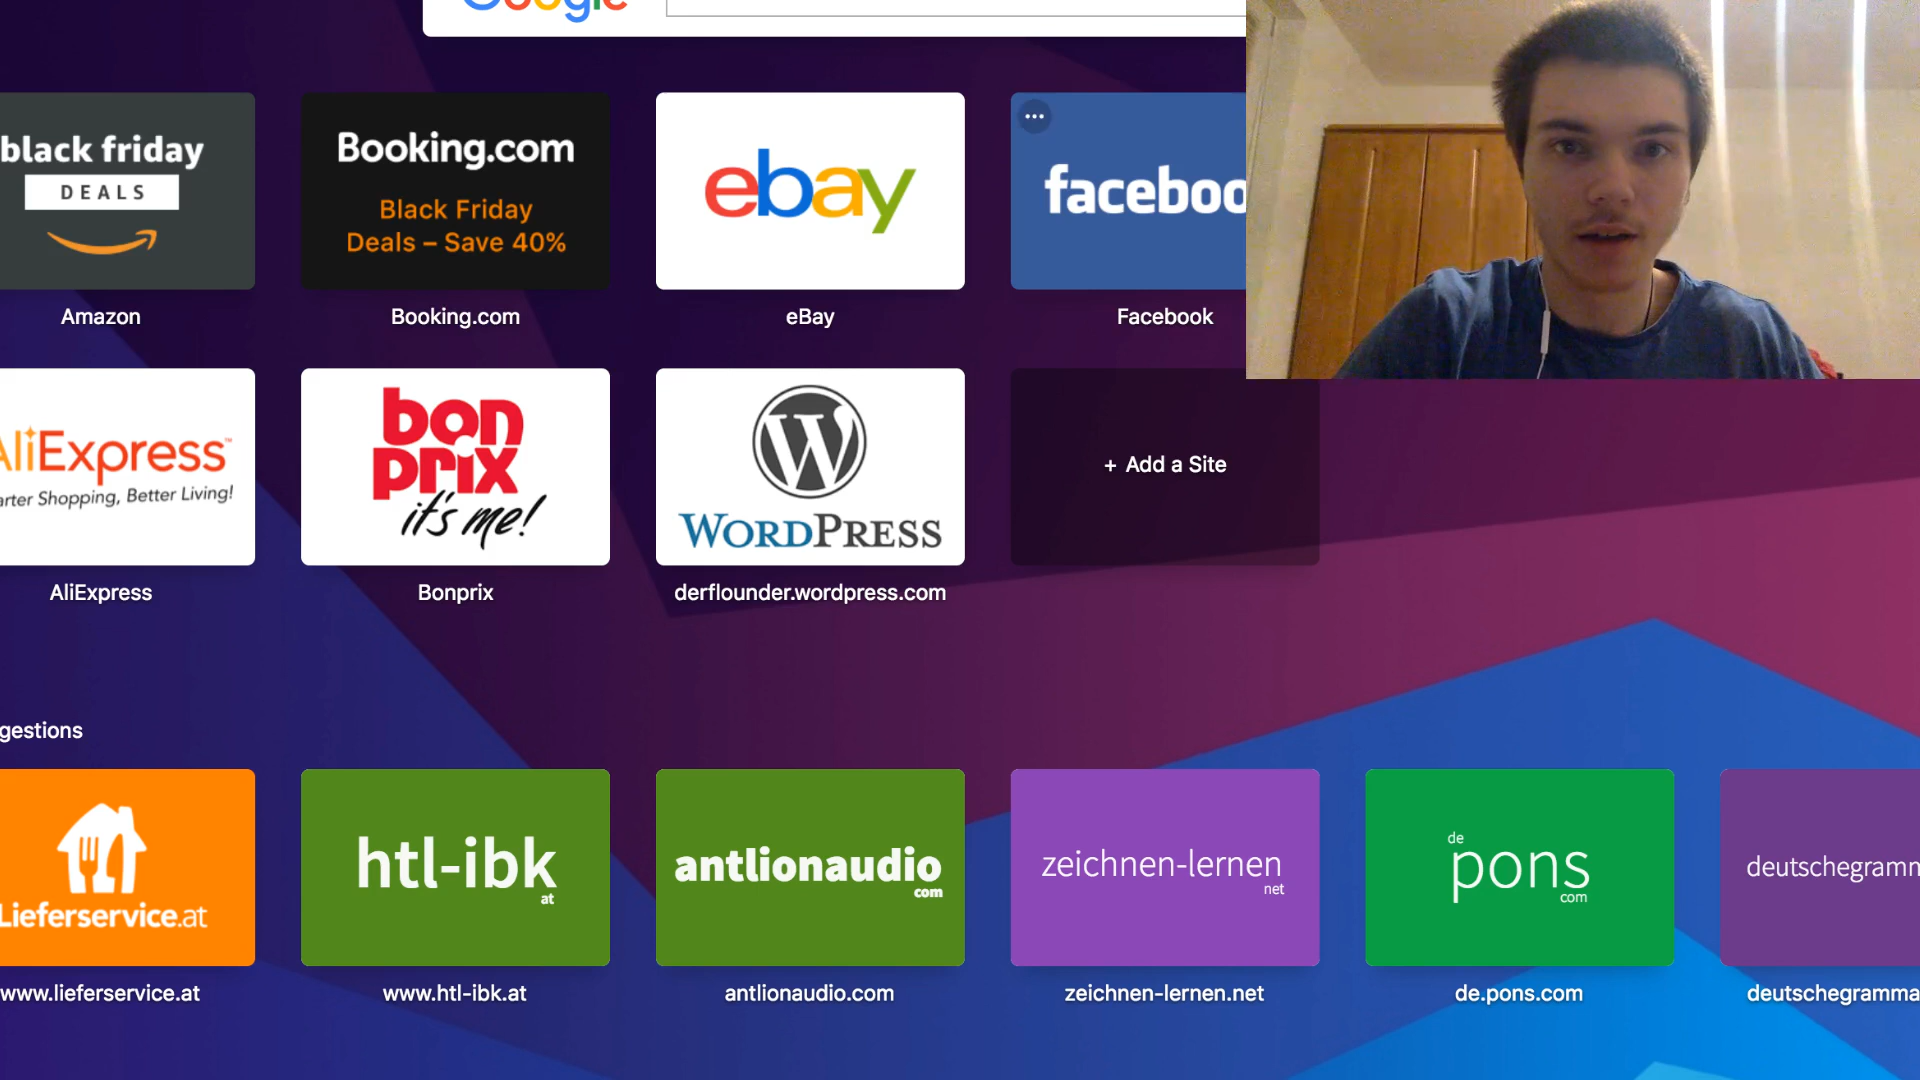 Google
black friday
DEALS
Amazon
Booking.com
Black Friday
Deals – Save 40%
Booking.com
ebay
eBay
faceboo
Facebook
AliExpress™
arter Shopping, Better Living!
AliExpress
bon
prix
it's me!
Bonprix
WORDPRESS
derflounder.wordpress.com
+ Add a Site
gestions
Lieferservice.at
www.lieferservice.at
htl-ibk
at
www.htl-ibk.at
antlionaudio
com
antlionaudio.com
zeichnen-lernen
net
zeichnen-lernen.net
de
pons
com
de.pons.com
deutschegramm
deutschegramma